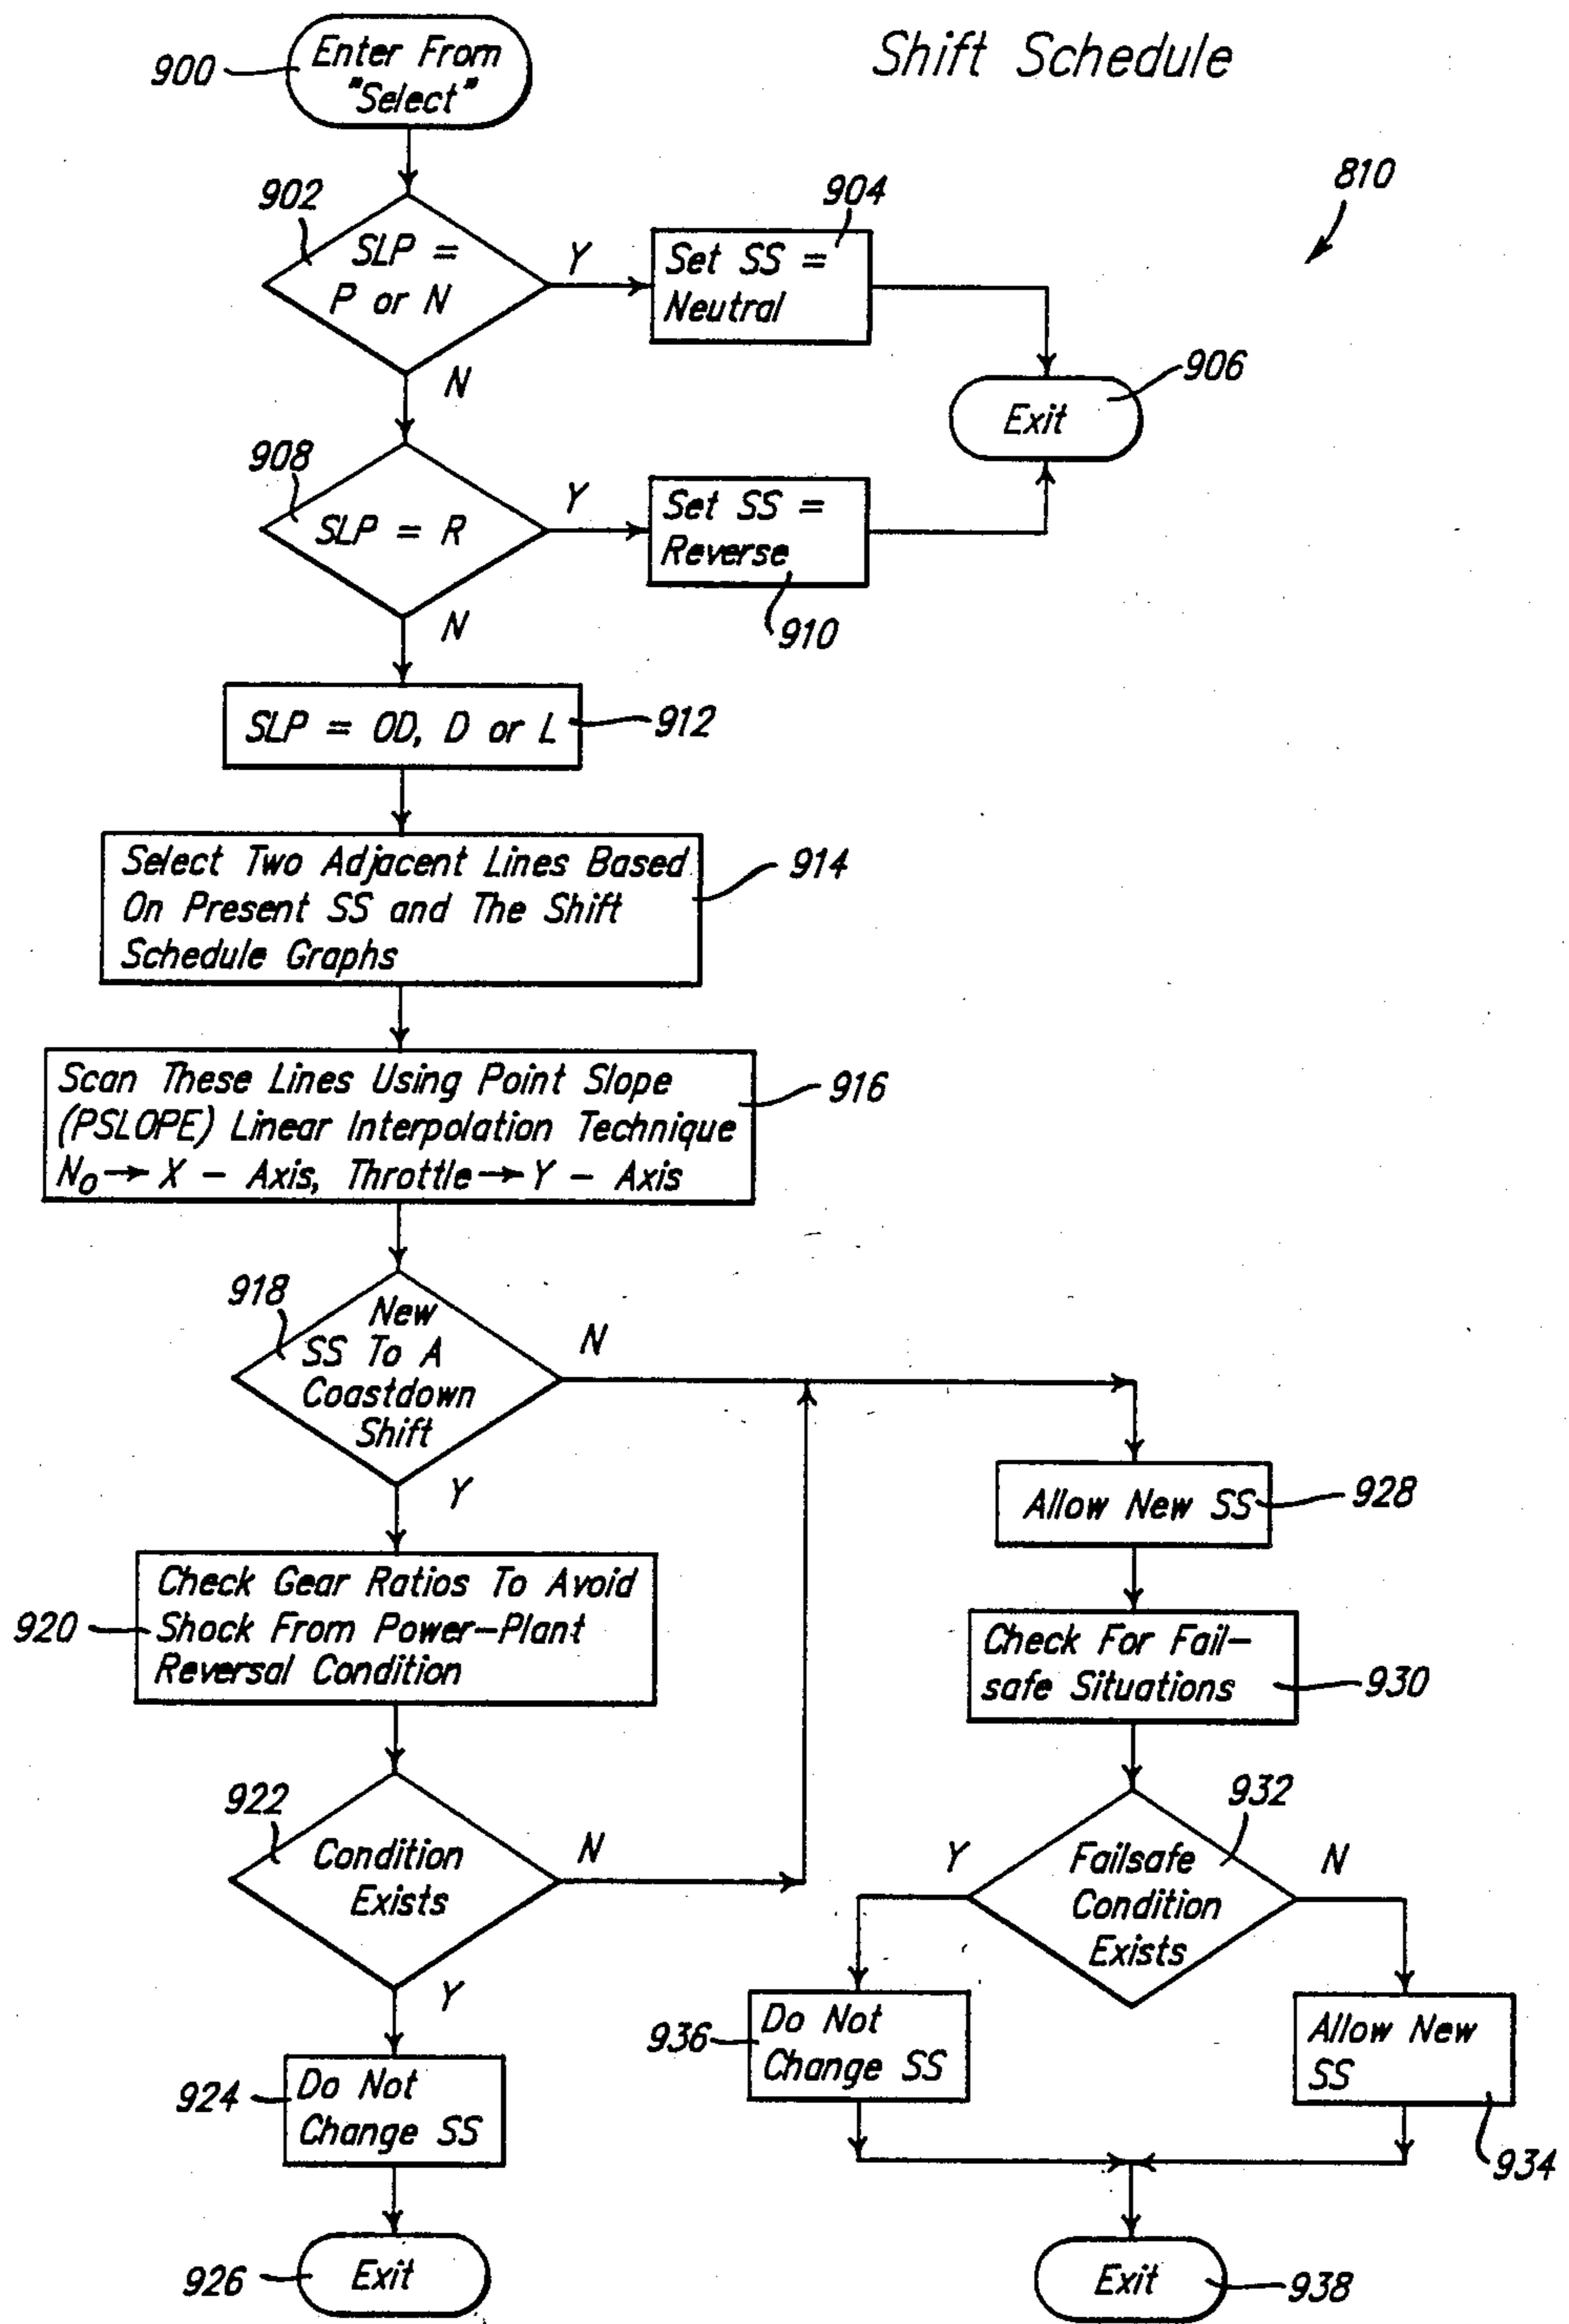 Shift Schedule
810
900
Enter From
"Select"
902
SLP =
P or N
Y
N
904
Set SS =
Neutral
906
Exit
908
SLP = R
Y
N
Set SS =
Reverse
910
SLP = OD, D or L
912
Select Two Adjacent Lines Based
On Present SS and The Shift
Schedule Graphs
914
Scan These Lines Using Point Slope
(PSLOPE) Linear Interpolation Technique
No → X - Axis, Throttle → Y - Axis
916
918
New
SS To A
Coastdown
Shift
N
Y
920
Check Gear Ratios To Avoid
Shock From Power-Plant
Reversal Condition
922
Condition
Exists
N
Y
924
Do Not
Change SS
926
Exit
Allow New SS
928
Check For Fail-
safe Situations
930
932
Failsafe
Condition
Exists
Y
N
936
Do Not
Change SS
Allow New
SS
934
Exit
938